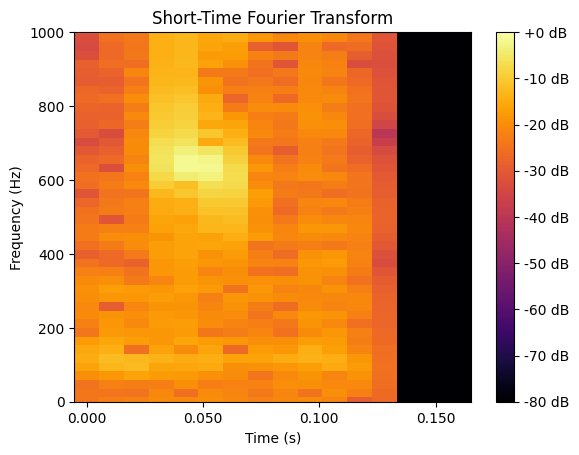 Short-Time Fourier Transform
1000
800
600
400
200
0
Frequency (Hz)
0.000
0.050
0.100
0.150
Time (s)
+0 dB
-10 dB
-20 dB
-30 dB
-40 dB
-50 dB
-60 dB
-70 dB
-80 dB